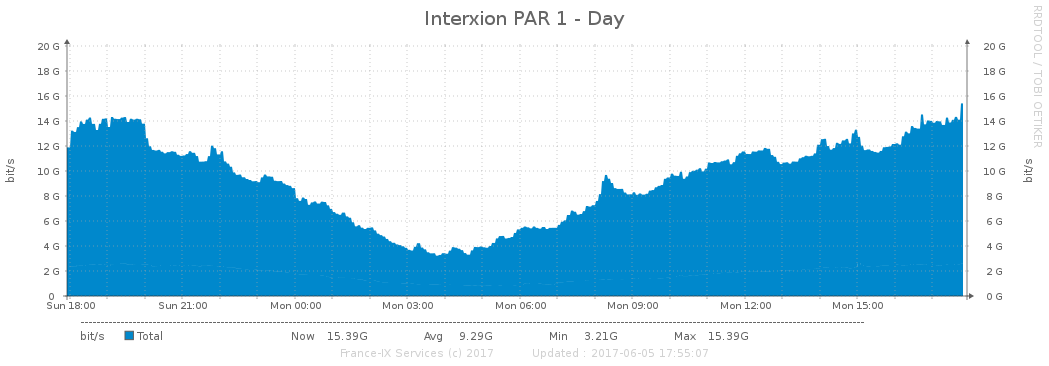 Interxion PAR 1 - Day
RRDTOOL / TOBI OETIKER
bit/s
20 G 20 G
18 G 18 G
16 G 16 G
14 G 14 G
12 G 12 G
10 G 10 G
8 G 8 G
6 G 6 G
4 G 4 G
2 G 2 G
0 0 G
bit/s
Sun 18:00 Sun 21:00 Mon 00:00 Mon 03:00 Mon 06:00 Mon 09:00 Mon 12:00 Mon 15:00
bit/s Total Now 15.39G Avg 9.29G Min 3.21G Max 15.39G
France-IX Services (c) 2017 Updated : 2017-06-05 17:55:07